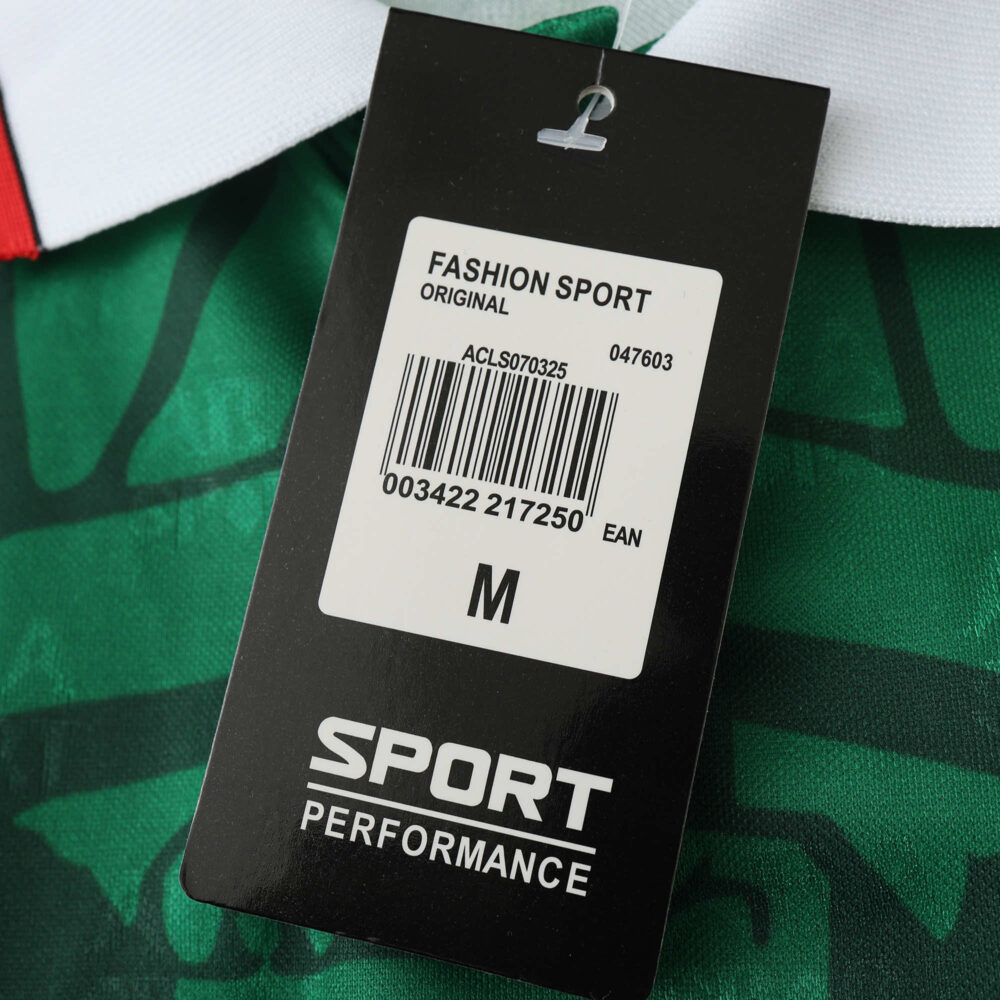 FASHION SPORT
ORIGINAL
ACLS070325 047603
003422 217250 EAN
M
SPORT
PERFORMANCE